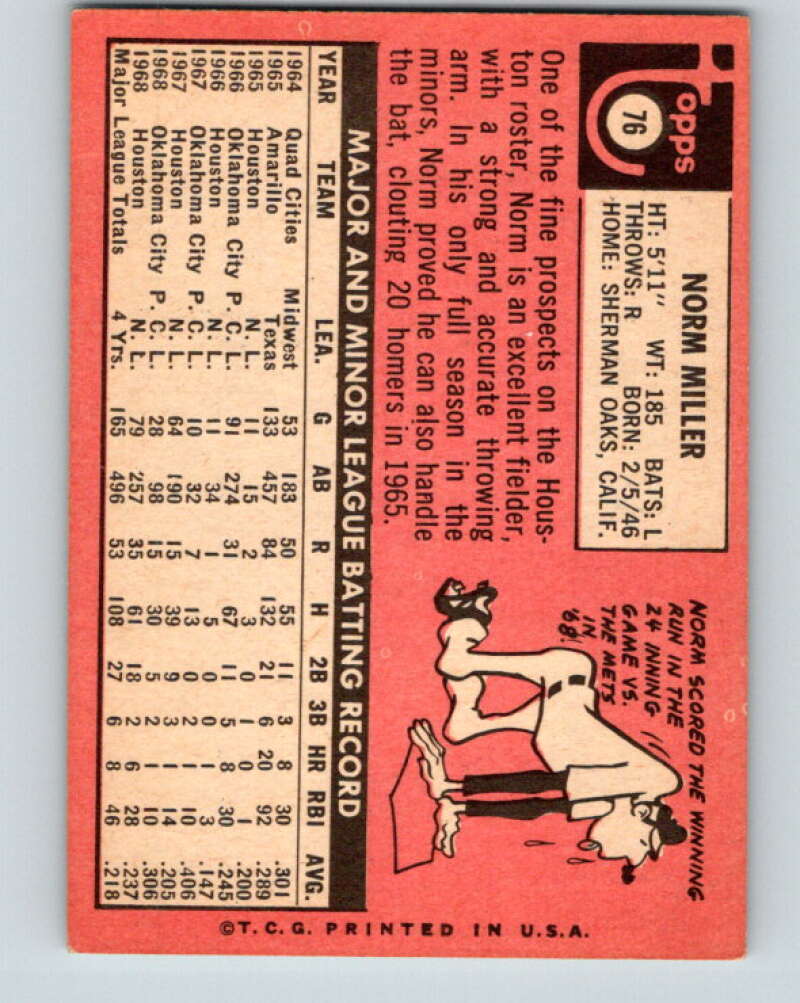 Topps
76
NORM MILLER
HT: 5'11" WT: 185 BATS: L
THROWS: R BORN: 2/5/46
HOME: SHERMAN OAKS, CALIF.
One of the fine prospects on the Hous-
ton roster, Norm is an excellent fielder,
with a strong and accurate throwing
arm. In his only full season in the
minors, Norm proved he can also handle
the bat, clouting 20 homers in 1965.
NORM SCORED THE WINNING
RUN IN THE
24 INNING
GAME VS.
THE METS
IN
'68!
MAJOR AND MINOR LEAGUE BATTING RECORD
YEAR TEAM LEA. G AB R H 2B 3B HR RBI AVG.
1964 Quad Cities Midwest 53 183 50 55 11 3 8 30 .301
1965 Amarillo Texas 133 457 84 132 21 6 20 92 .289
1965 Houston N. L. 11 15 2 3 0 1 0 1 .200
1966 Oklahoma City P. C. L. 91 274 31 67 11 5 8 30 .245
1966 Houston N. L. 11 34 1 5 0 0 1 3 .147
1967 Oklahoma City P. C. L. 10 32 7 13 1 2 1 10 .406
1967 Houston N. L. 64 190 15 39 9 3 1 14 .205
1968 Oklahoma City P. C. L. 28 98 15 30 5 2 1 10 .306
1968 Houston N. L. 79 257 35 61 18 2 6 28 .237
Major League Totals 4 Yrs. 165 496 53 108 27 6 8 46 .218
©T.C.G. PRINTED IN U.S.A.